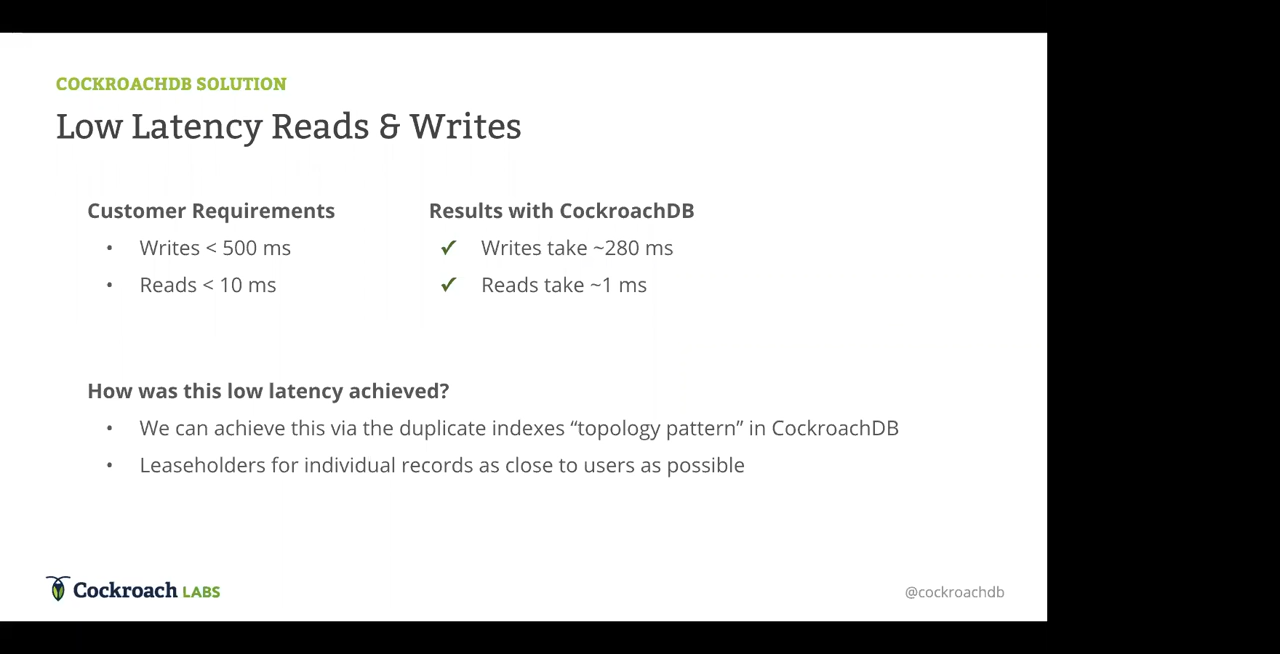 COCKROACHDB SOLUTION
Low Latency Reads & Writes
Customer Requirements
• Writes < 500 ms
• Reads < 10 ms
Results with CockroachDB
✓ Writes take ~280 ms
✓ Reads take ~1 ms
How was this low latency achieved?
• We can achieve this via the duplicate indexes “topology pattern” in CockroachDB
• Leaseholders for individual records as close to users as possible
Cockroach LABS
@cockroachdb